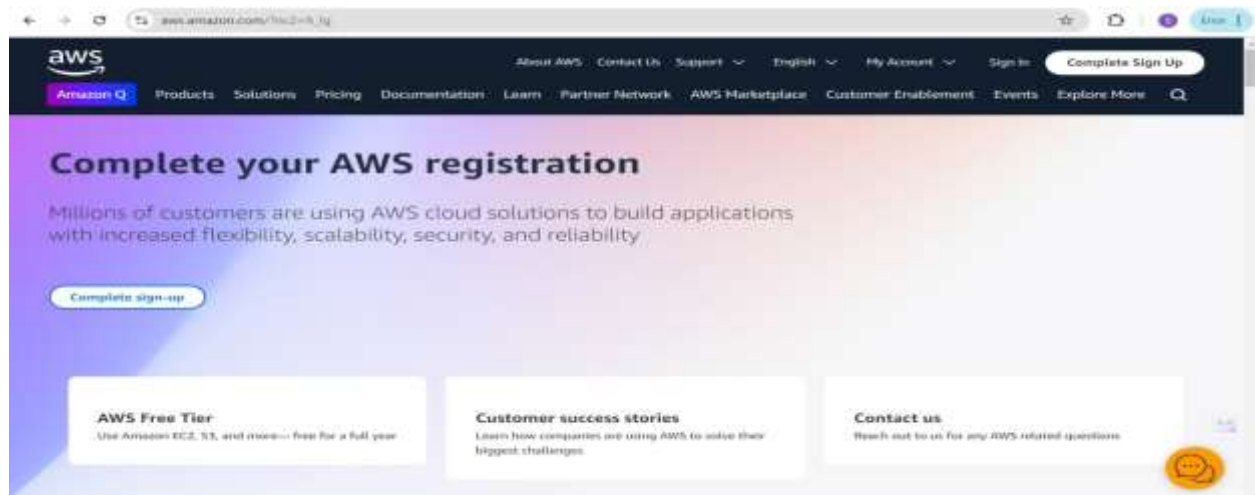 aws.amazon.com/?nc2=h_lg
aws
About AWS Contact Us Support English My Account Sign In Complete Sign Up
Amazon Q Products Solutions Pricing Documentation Learn Partner Network AWS Marketplace Customer Enablement Events Explore More
Complete your AWS registration
Millions of customers are using AWS cloud solutions to build applications
with increased flexibility, scalability, security, and reliability
Complete sign-up
AWS Free Tier
Use Amazon EC2, S3, and more— free for a full year
Customer success stories
Learn how companies are using AWS to solve their
biggest challenges
Contact us
Reach out to us for any AWS related questions